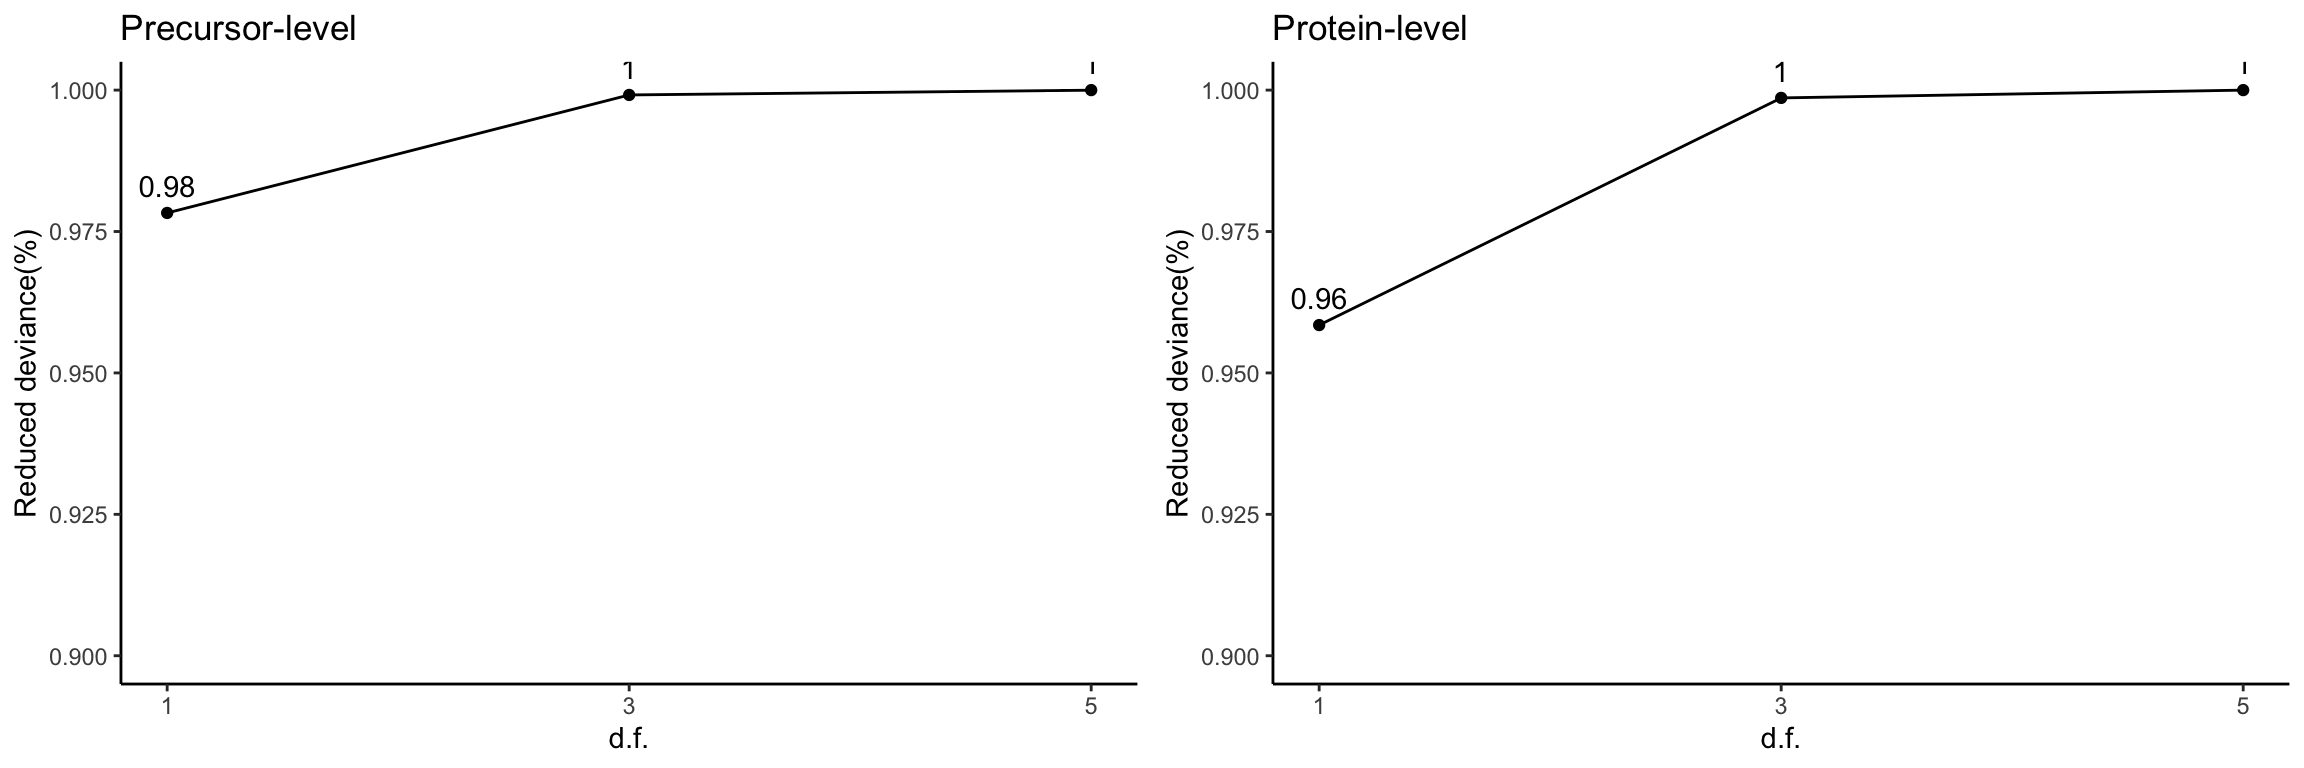 Precursor-level
Reduced deviance(%)
1.000
0.975
0.950
0.925
0.900
0.98
1
1 3 5
d.f.
Protein-level
Reduced deviance(%)
1.000
0.975
0.950
0.925
0.900
0.96
1
1 3 5
d.f.